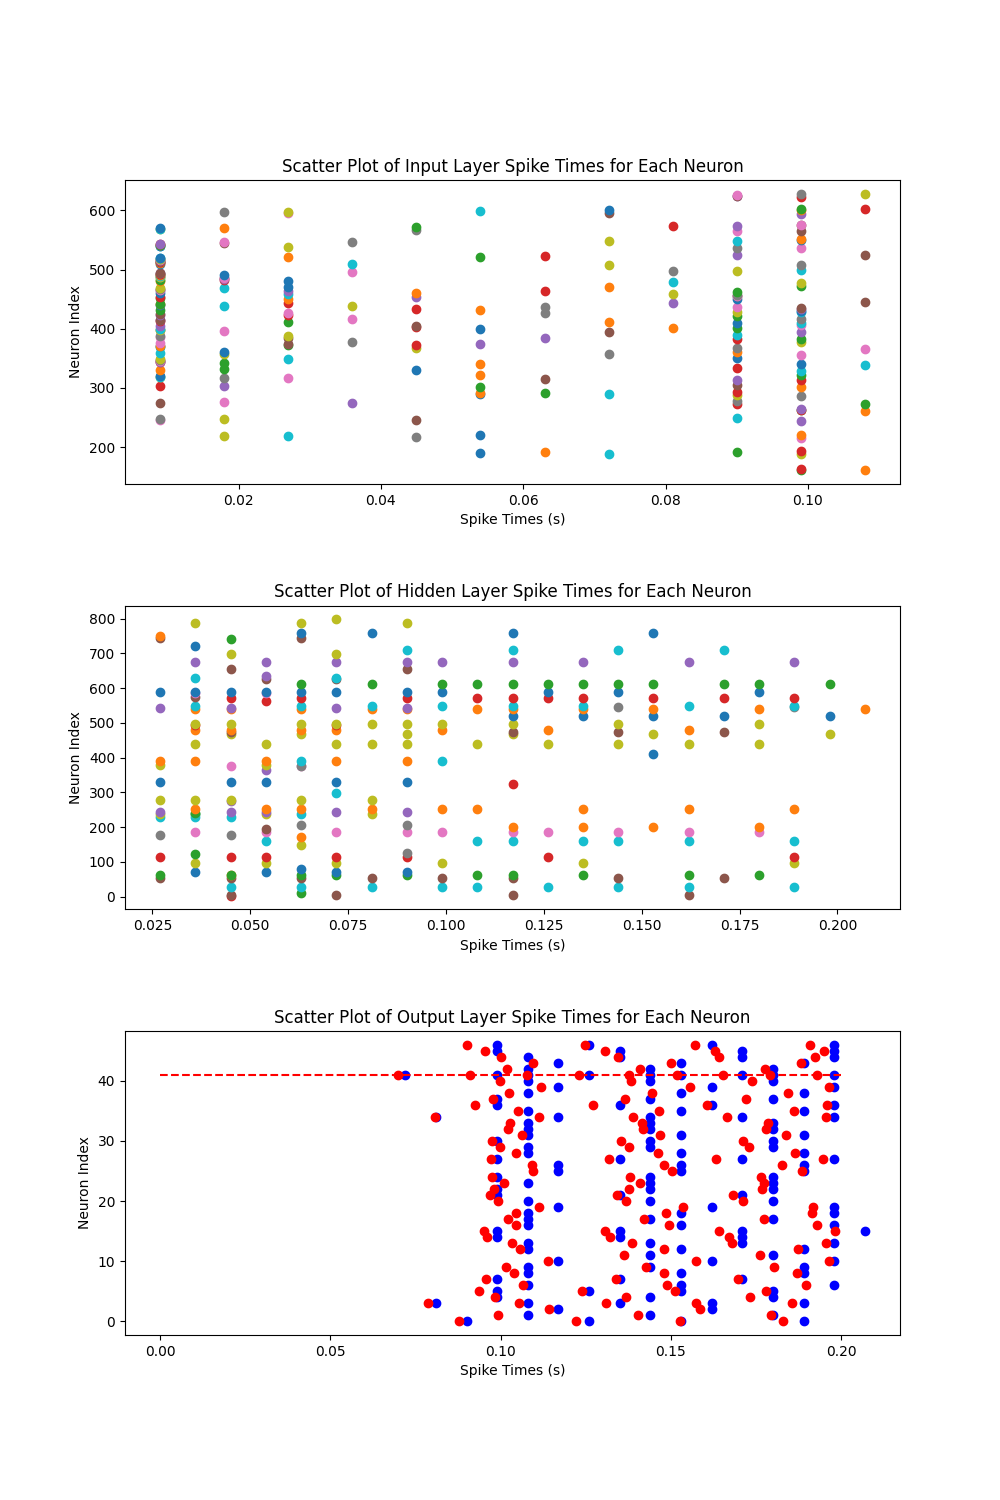 Scatter Plot of Input Layer Spike Times for Each Neuron
600
500
400
300
200
Neuron Index
0.02 0.04 0.06 0.08 0.10
Spike Times (s)
Scatter Plot of Hidden Layer Spike Times for Each Neuron
800
700
600
500
400
300
200
100
0
Neuron Index
0.025 0.050 0.075 0.100 0.125 0.150 0.175 0.200
Spike Times (s)
Scatter Plot of Output Layer Spike Times for Each Neuron
40
30
20
10
0
Neuron Index
0.00 0.05 0.10 0.15 0.20
Spike Times (s)